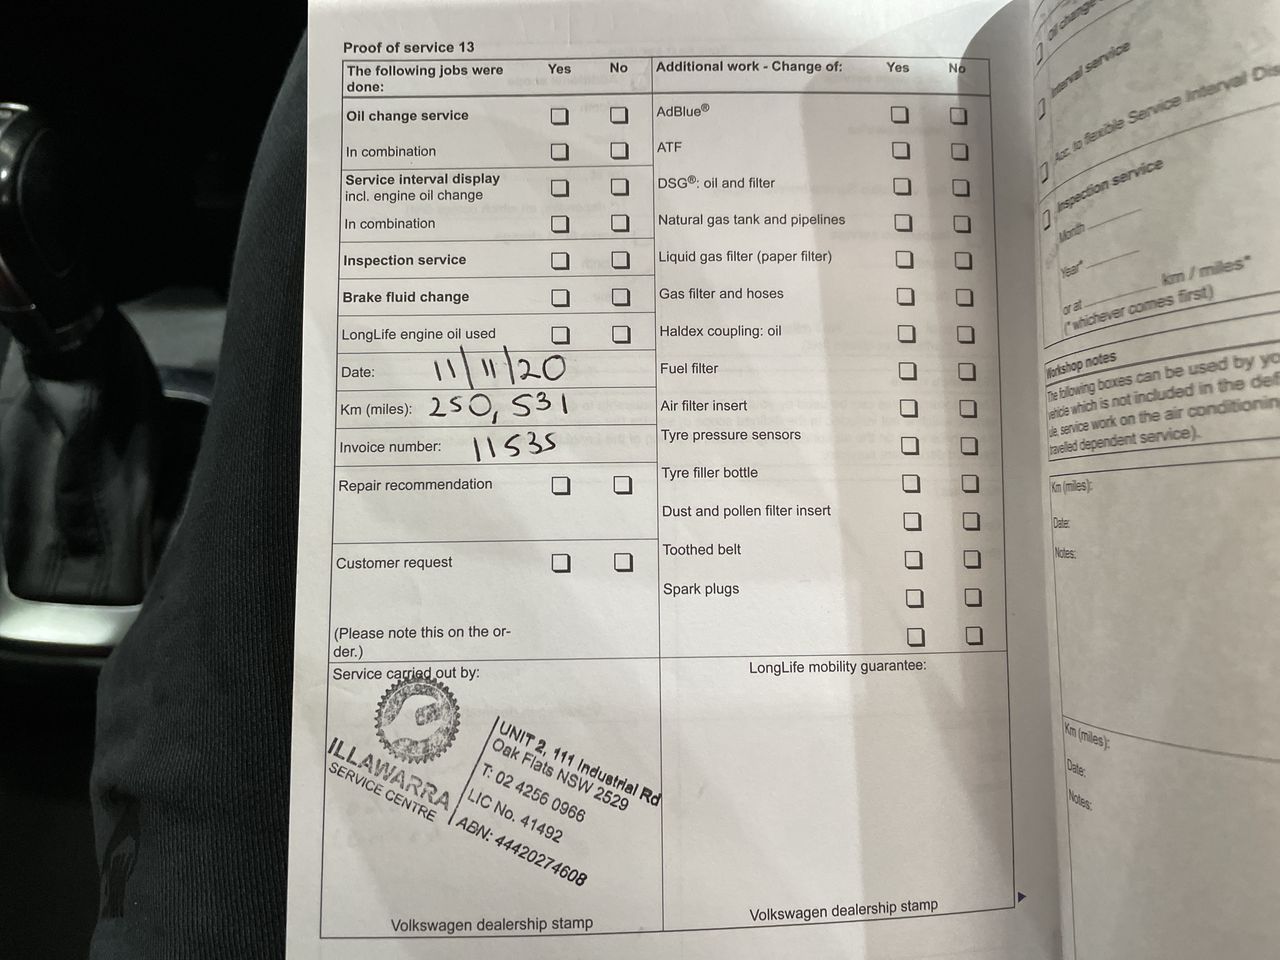 Proof of service 13
The following jobs were done: Yes No
Oil change service
In combination
Service interval display
incl. engine oil change
In combination
Inspection service
Brake fluid change
LongLife engine oil used
Date: 11/11/20
Km (miles): 250,531
Invoice number: 11535
Repair recommendation
Customer request
(Please note this on the or-
der.)
Service carried out by:
ILLAWARRA
SERVICE CENTRE
UNIT 2, 111 Industrial Rd
Oak Flats NSW 2529
T: 02 4256 0966
LIC No. 41492
ABN: 44420274608
Volkswagen dealership stamp
Additional work - Change of: Yes No
AdBlue®
ATF
DSG®: oil and filter
Natural gas tank and pipelines
Liquid gas filter (paper filter)
Gas filter and hoses
Haldex coupling: oil
Fuel filter
Air filter insert
Tyre pressure sensors
Tyre filler bottle
Dust and pollen filter insert
Toothed belt
Spark plugs
LongLife mobility guarantee:
Volkswagen dealership stamp
Oil change
Interval service
Acc. to flexible Service Interval Dis
Inspection service
Month
Year*
or at km / miles*
(*whichever comes first)
Workshop notes
The following boxes can be used by yo
vehicle which is not included in the def
service work on the air conditionin
travelled dependent service).
Km (miles):
Date:
Notes:
Km (miles):
Date:
Notes: